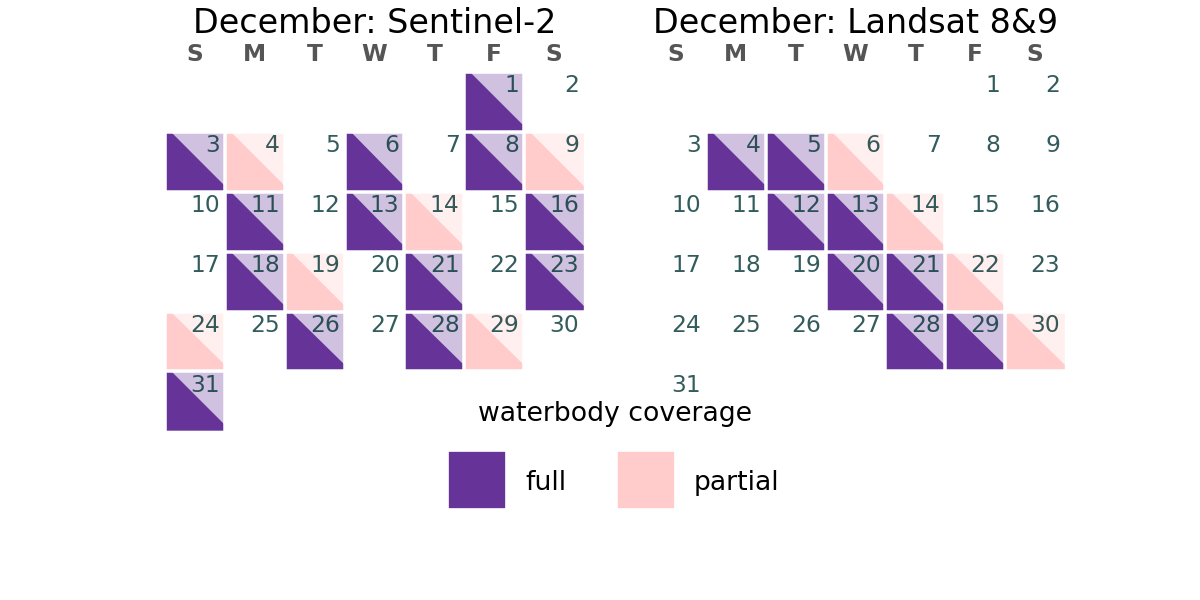 December: Sentinel-2
S M T W T F S
1 2
3 4 5 6 7 8 9
10 11 12 13 14 15 16
17 18 19 20 21 22 23
24 25 26 27 28 29 30
31
December: Landsat 8&9
S M T W T F S
1 2
3 4 5 6 7 8 9
10 11 12 13 14 15 16
17 18 19 20 21 22 23
24 25 26 27 28 29 30
31
waterbody coverage
full partial